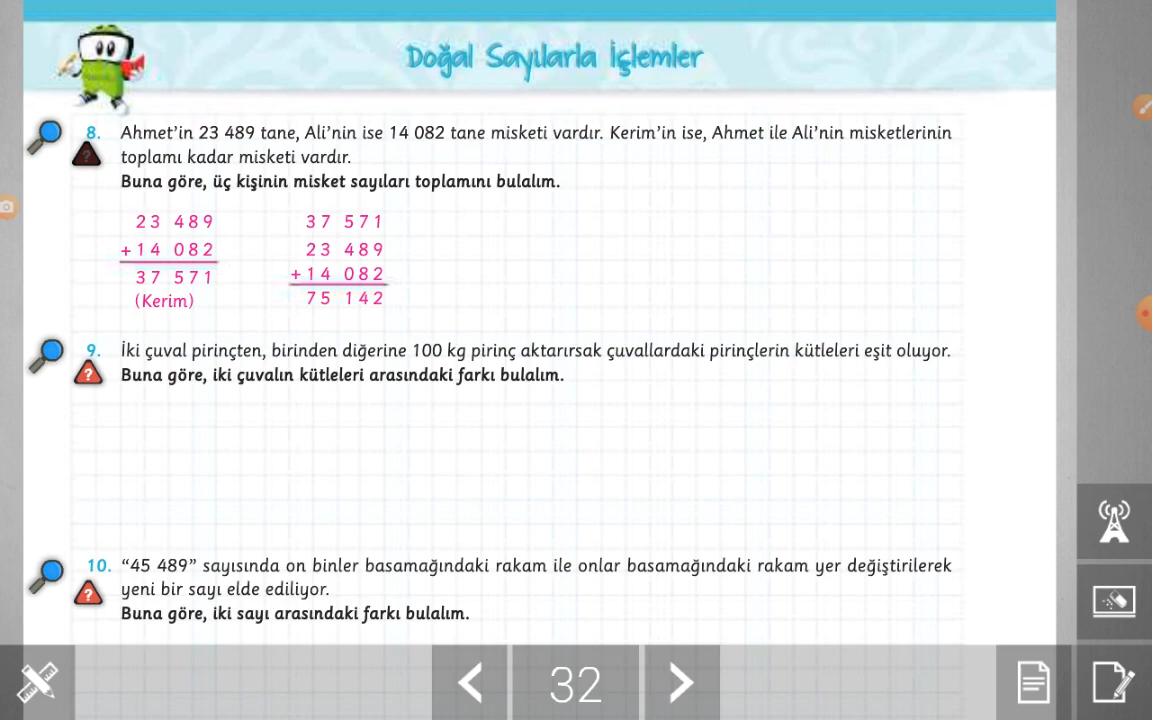 Doğal Sayılarla İşlemler
8. Ahmet'in 23 489 tane, Ali'nin ise 14 082 tane misketi vardır. Kerim'in ise, Ahmet ile Ali'nin misketlerinin
toplamı kadar misketi vardır.
Buna göre, üç kişinin misket sayıları toplamını bulalım.
23 489
+14 082
37 571
(Kerim)
37 571
23 489
+14 082
75 142
9. İki çuval pirinçten, birinden diğerine 100 kg pirinç aktarırsak çuvallardaki pirinçlerin kütleleri eşit oluyor.
? Buna göre, iki çuvalın kütleleri arasındaki farkı bulalım.
10. “45 489” sayısında on binler basamağındaki rakam ile onlar basamağındaki rakam yer değiştirilerek
? yeni bir sayı elde ediliyor.
Buna göre, iki sayı arasındaki farkı bulalım.
32